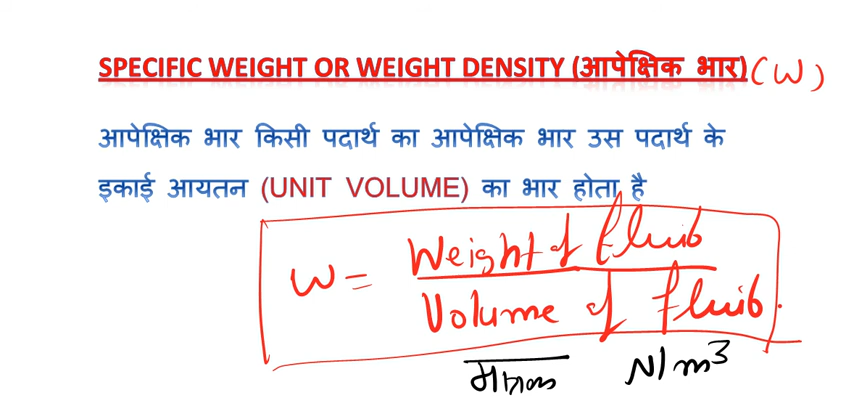 SPECIFIC WEIGHT OR WEIGHT DENSITY (आपेक्षिक भार) (w)
आपेक्षिक भार किसी पदार्थ का आपेक्षिक भार उस पदार्थ के
इकाई आयतन (UNIT VOLUME) का भार होता है
w = Weight of fluid
Volume of fluid.
मात्रक N/m³